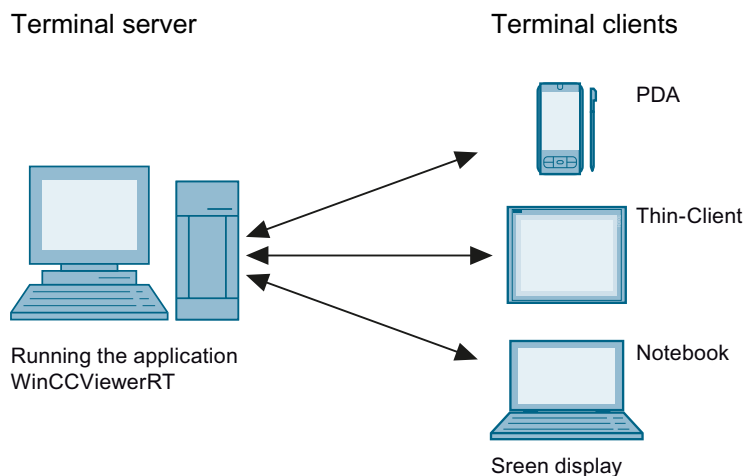 Terminal server
Terminal clients
PDA
Thin-Client
Running the application
WinCCViewerRT
Notebook
Sreen display